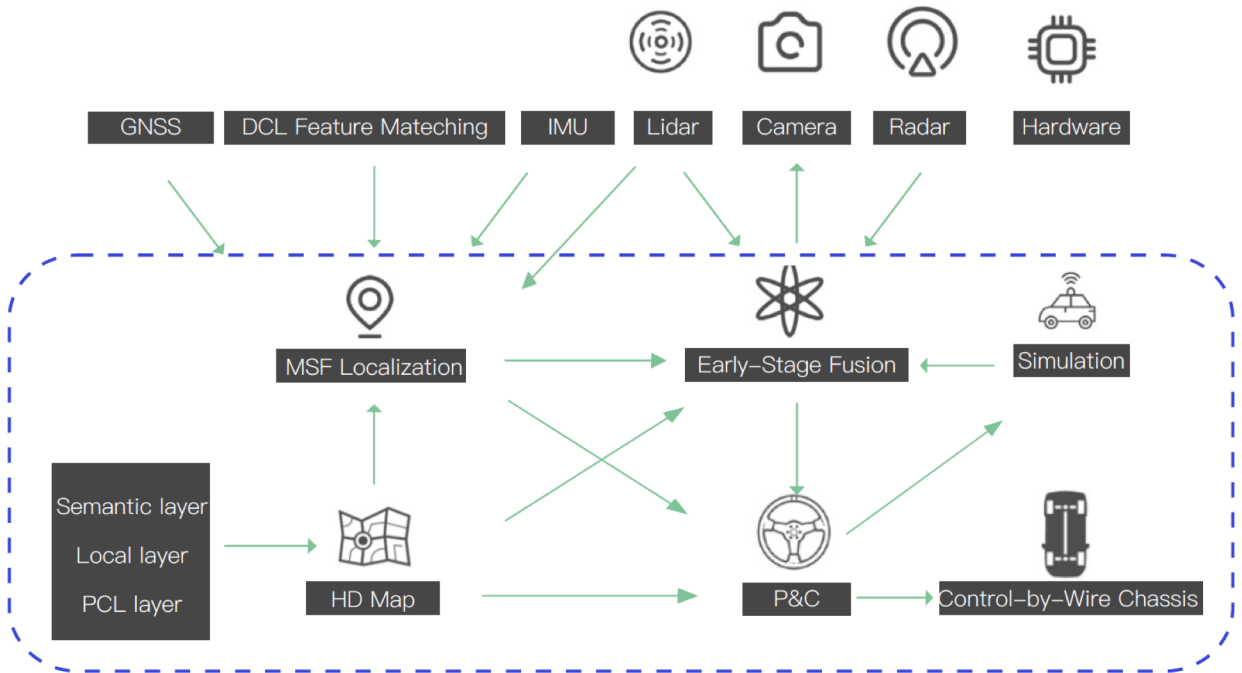 GNSS
DCL Feature Mateching
IMU
Lidar
Camera
Radar
Hardware
MSF Localization
Early-Stage Fusion
Simulation
Semantic layer
Local layer
PCL layer
HD Map
P&C
Control-by-Wire Chassis